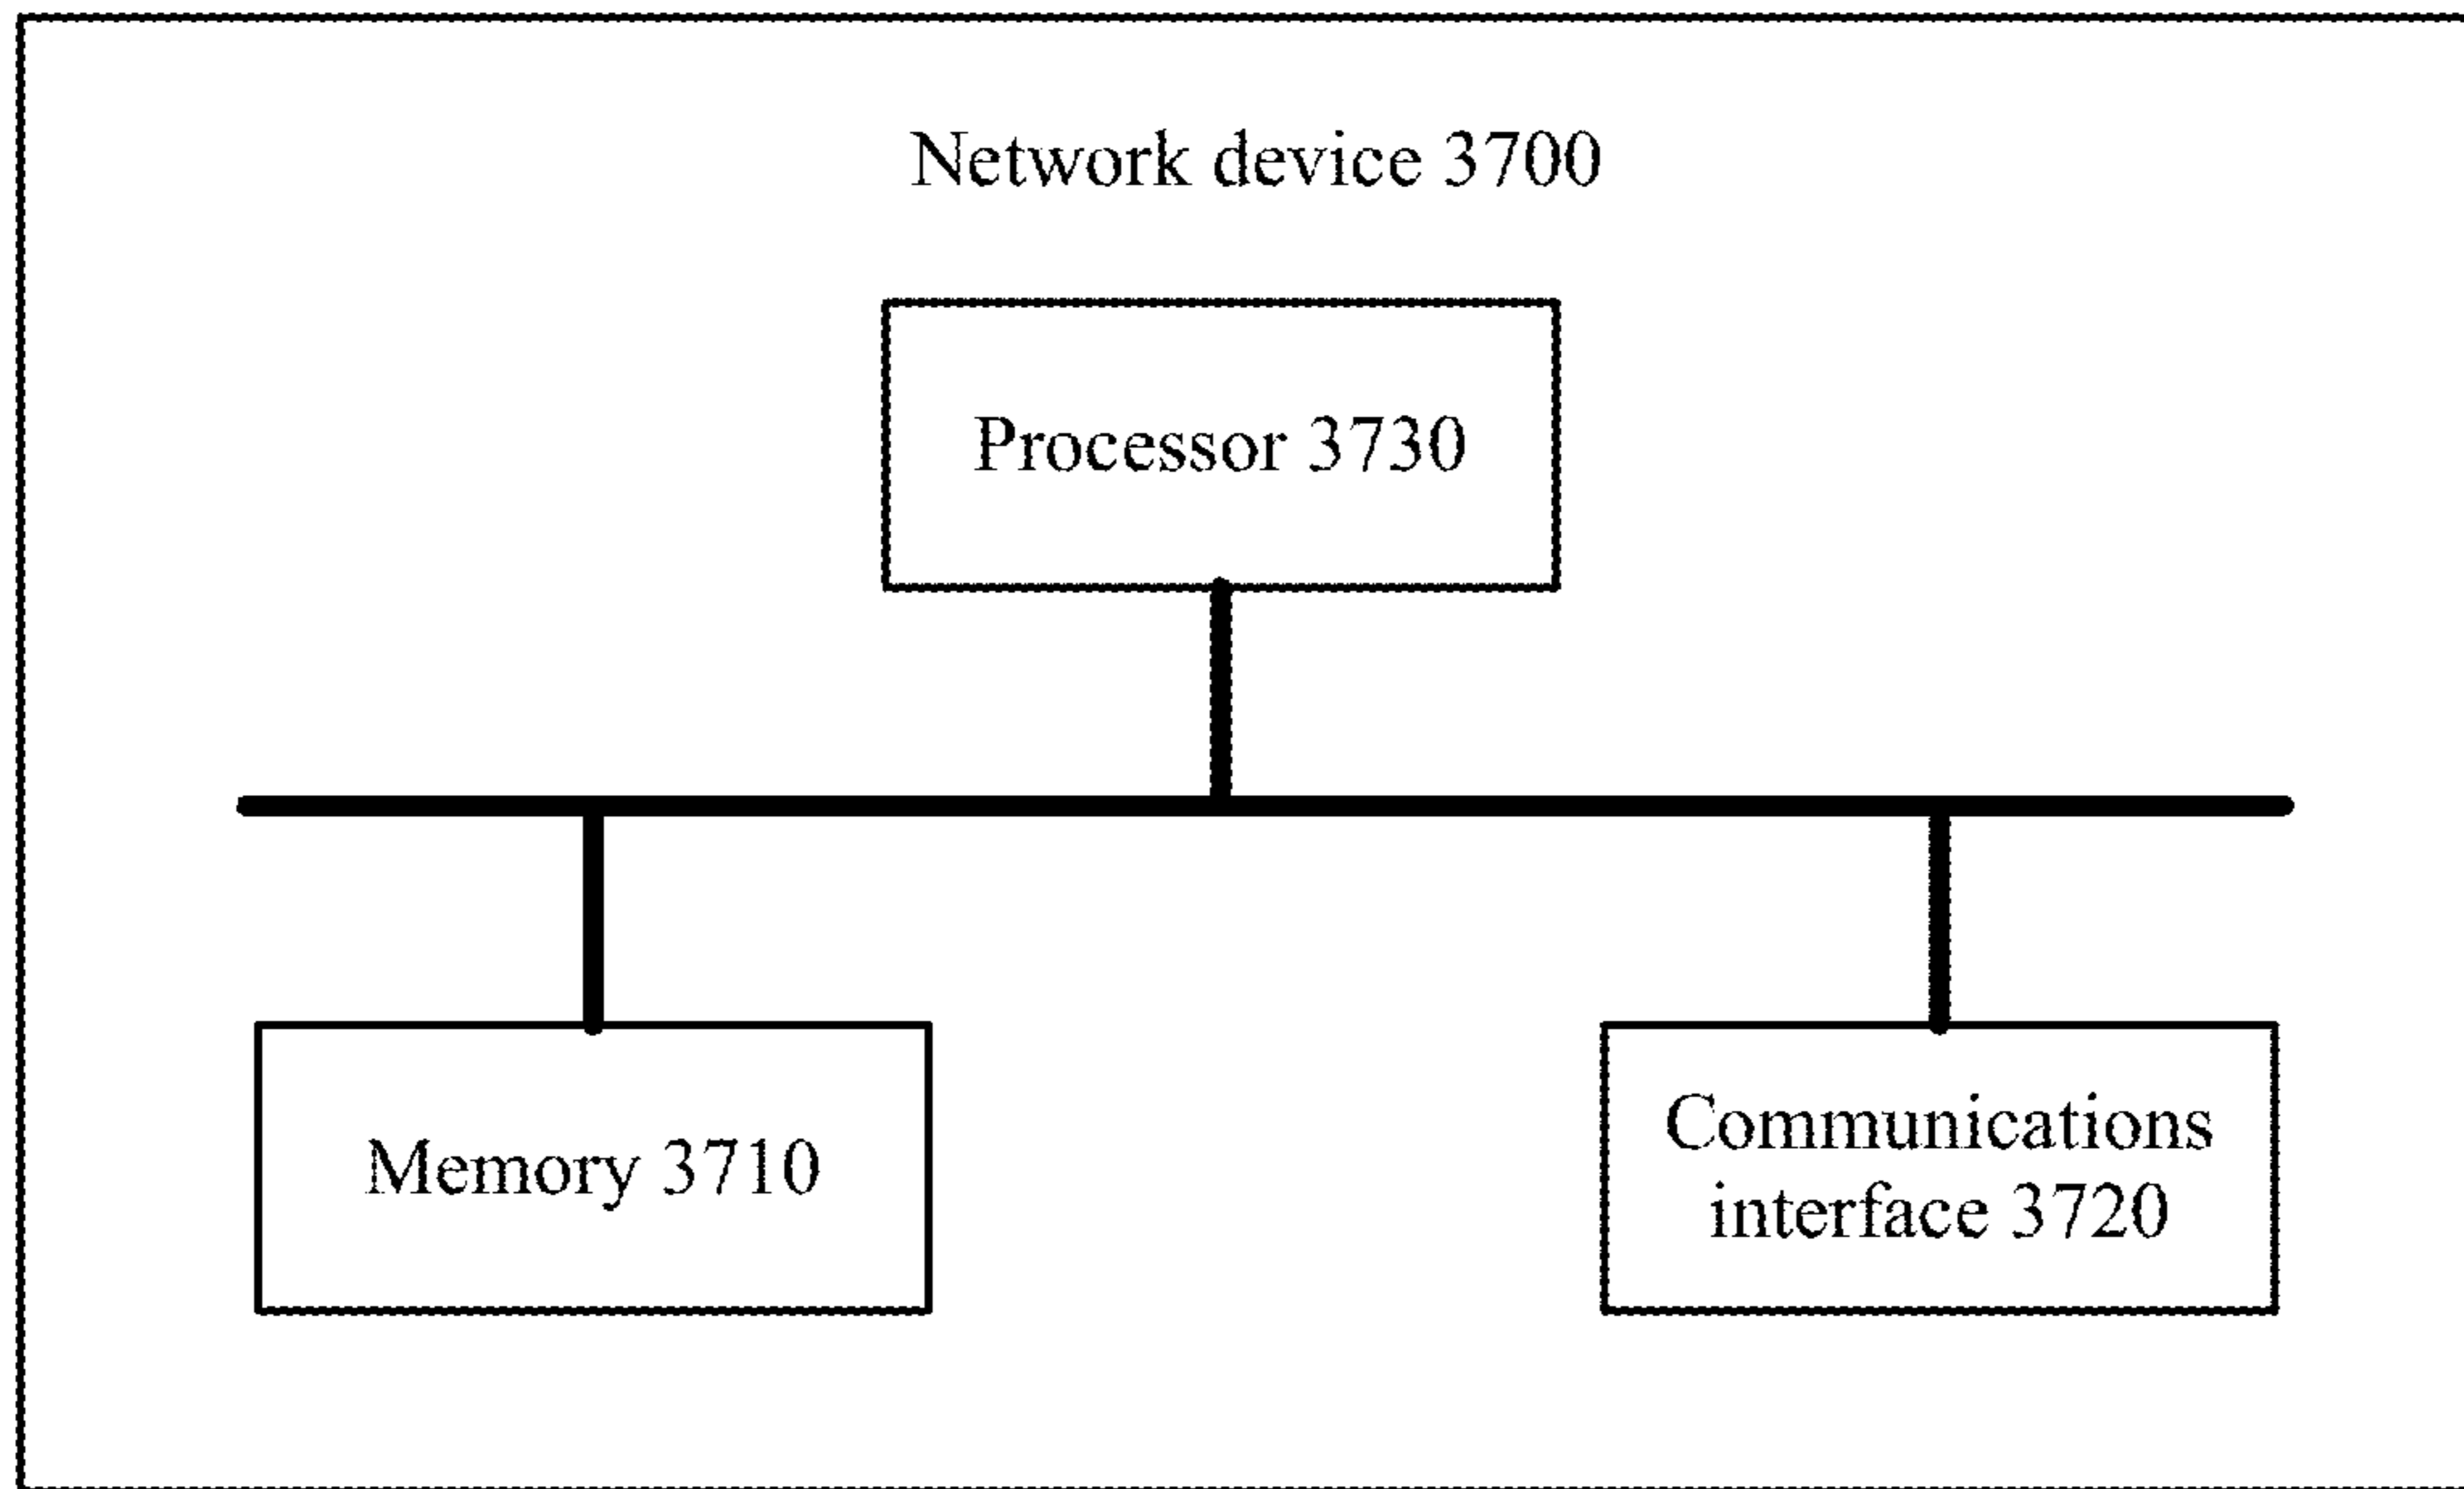 Network device 3700
Processor 3730
Memory 3710
Communications
interface 3720